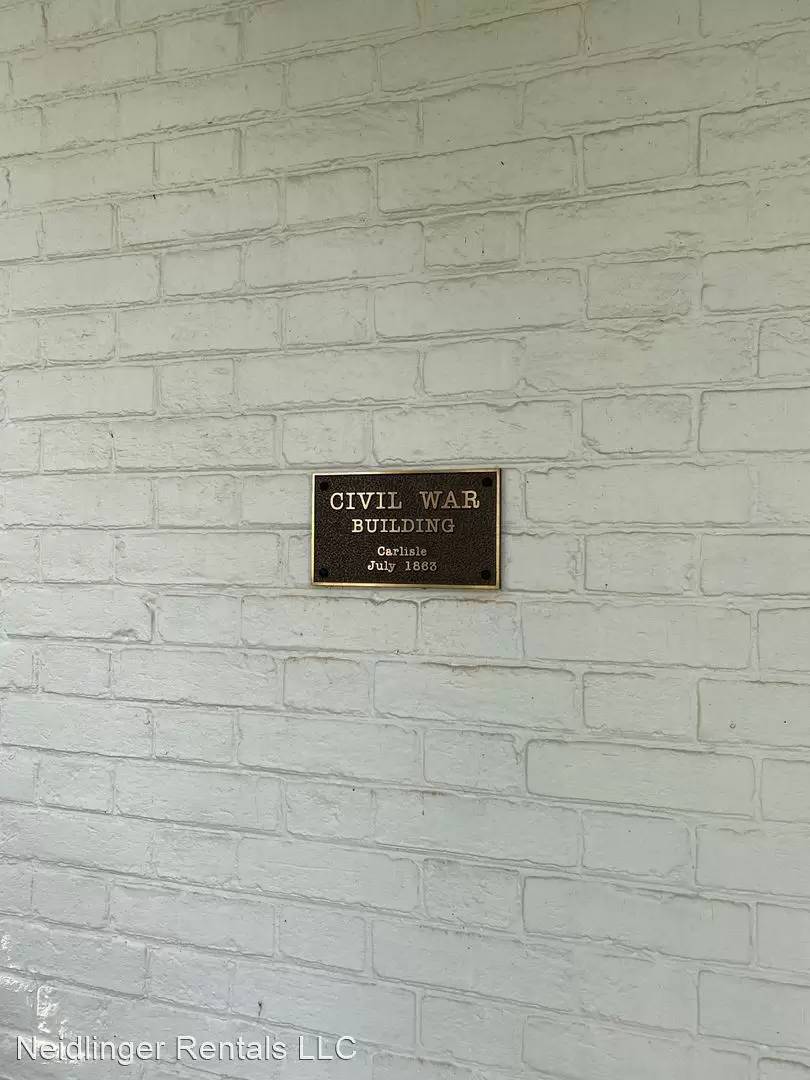 CIVIL WAR
BUILDING
Carlisle
July 1863
Neidlinger Rentals LLC